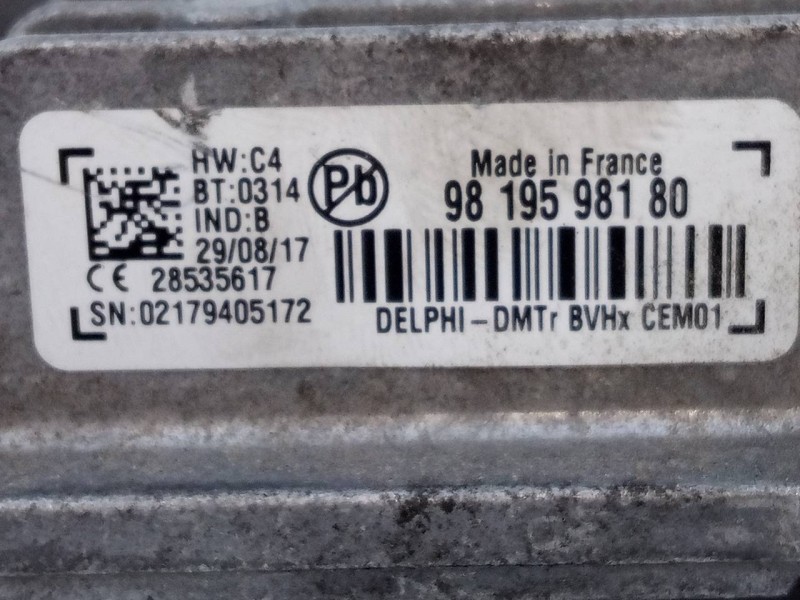 HW:C4
BT:0314
IND:B
29/08/17
CE 28535617
SN:02179405172
Pb
Made in France
98 195 981 80
DELPHI-DMTr BVHx CEM01